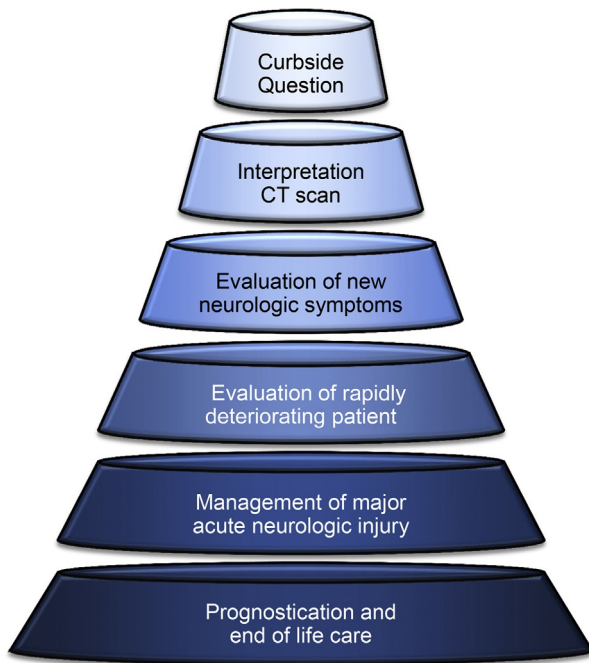 Curbside
Question
Interpretation
CT scan
Evaluation of new
neurologic symptoms
Evaluation of rapidly
deteriorating patient
Management of major
acute neurologic injury
Prognostication and
end of life care